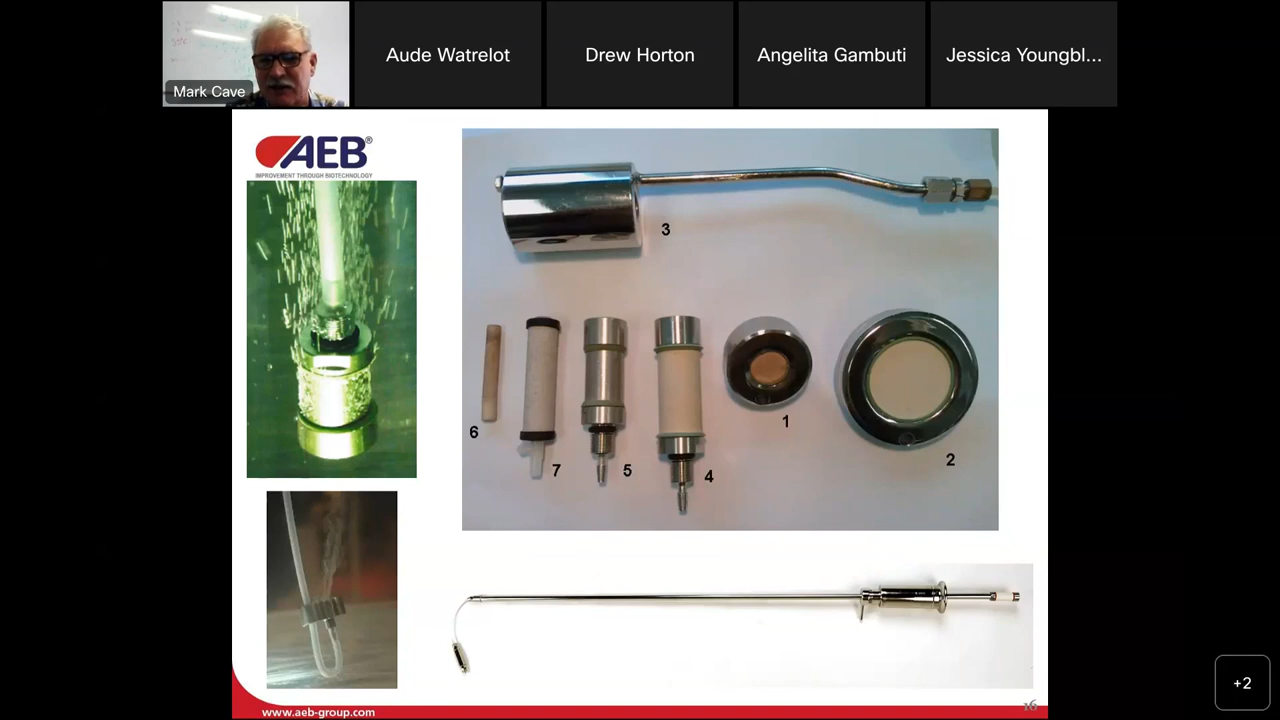 Mark Cave
Aude Watrelot
Drew Horton
Angelita Gambuti
Jessica Youngbl...
AEB®
IMPROVEMENT THROUGH BIOTECHNOLOGY
3
6
7
5
4
1
2
www.aeb-group.com
16
+2